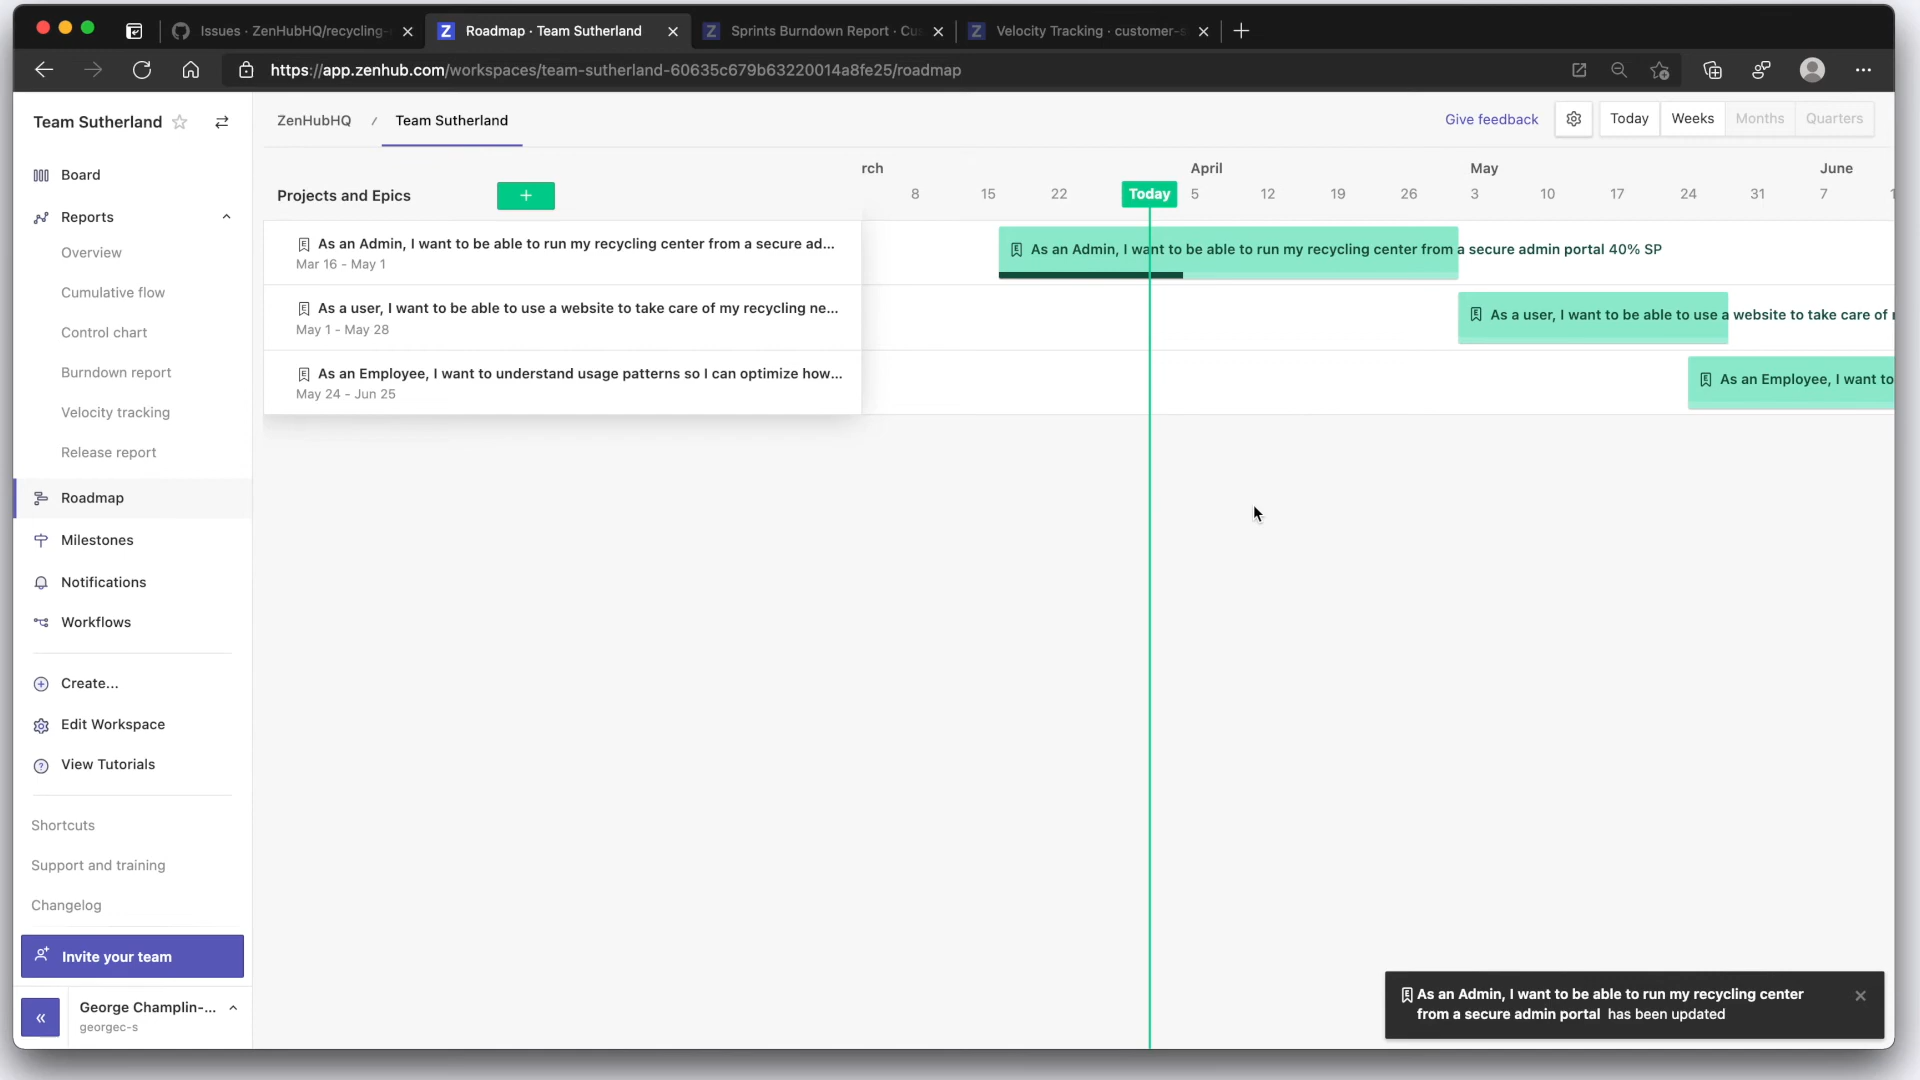 Issues · ZenHubHQ/recycling-
Roadmap · Team Sutherland
Sprints Burndown Report · Cu
Velocity Tracking · customer-s
https://app.zenhub.com/workspaces/team-sutherland-60635c679b63220014a8fe25/roadmap
Team Sutherland
Board
Reports
Overview
Cumulative flow
Control chart
Burndown report
Velocity tracking
Release report
Roadmap
Milestones
Notifications
Workflows
Create...
Edit Workspace
View Tutorials
Shortcuts
Support and training
Changelog
Invite your team
George Champlin-...
georgec-s
ZenHubHQ / Team Sutherland
Give feedback
Today Weeks Months Quarters
Projects and Epics
rch April May June
8 15 22 Today 5 12 19 26 3 10 17 24 31 7
As an Admin, I want to be able to run my recycling center from a secure ad...
Mar 16 - May 1
As an Admin, I want to be able to run my recycling center from a secure admin portal 40% SP
As a user, I want to be able to use a website to take care of my recycling ne...
May 1 - May 28
As a user, I want to be able to use a website to take care of
As an Employee, I want to understand usage patterns so I can optimize how...
May 24 - Jun 25
As an Employee, I want to
As an Admin, I want to be able to run my recycling center
from a secure admin portal has been updated